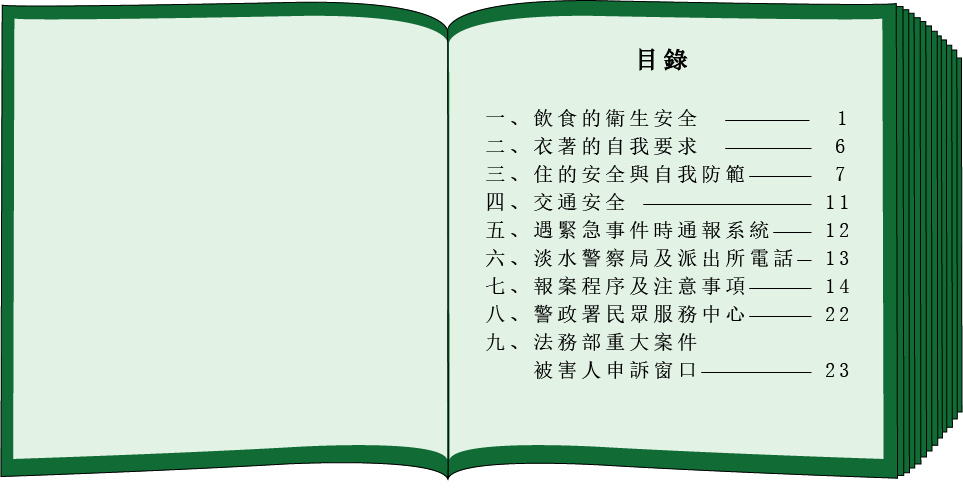 目錄
一、飲食的衛生安全 ——— 1
二、衣著的自我要求 ——— 6
三、住的安全與自我防範 —— 7
四、交通安全 —————— 11
五、遇緊急事件時通報系統 — 12
六、淡水警察局及派出所電話 — 13
七、報案程序及注意事項 —— 14
八、警政署民眾服務中心 —— 22
九、法務部重大案件
被害人申訴窗口 ———— 23